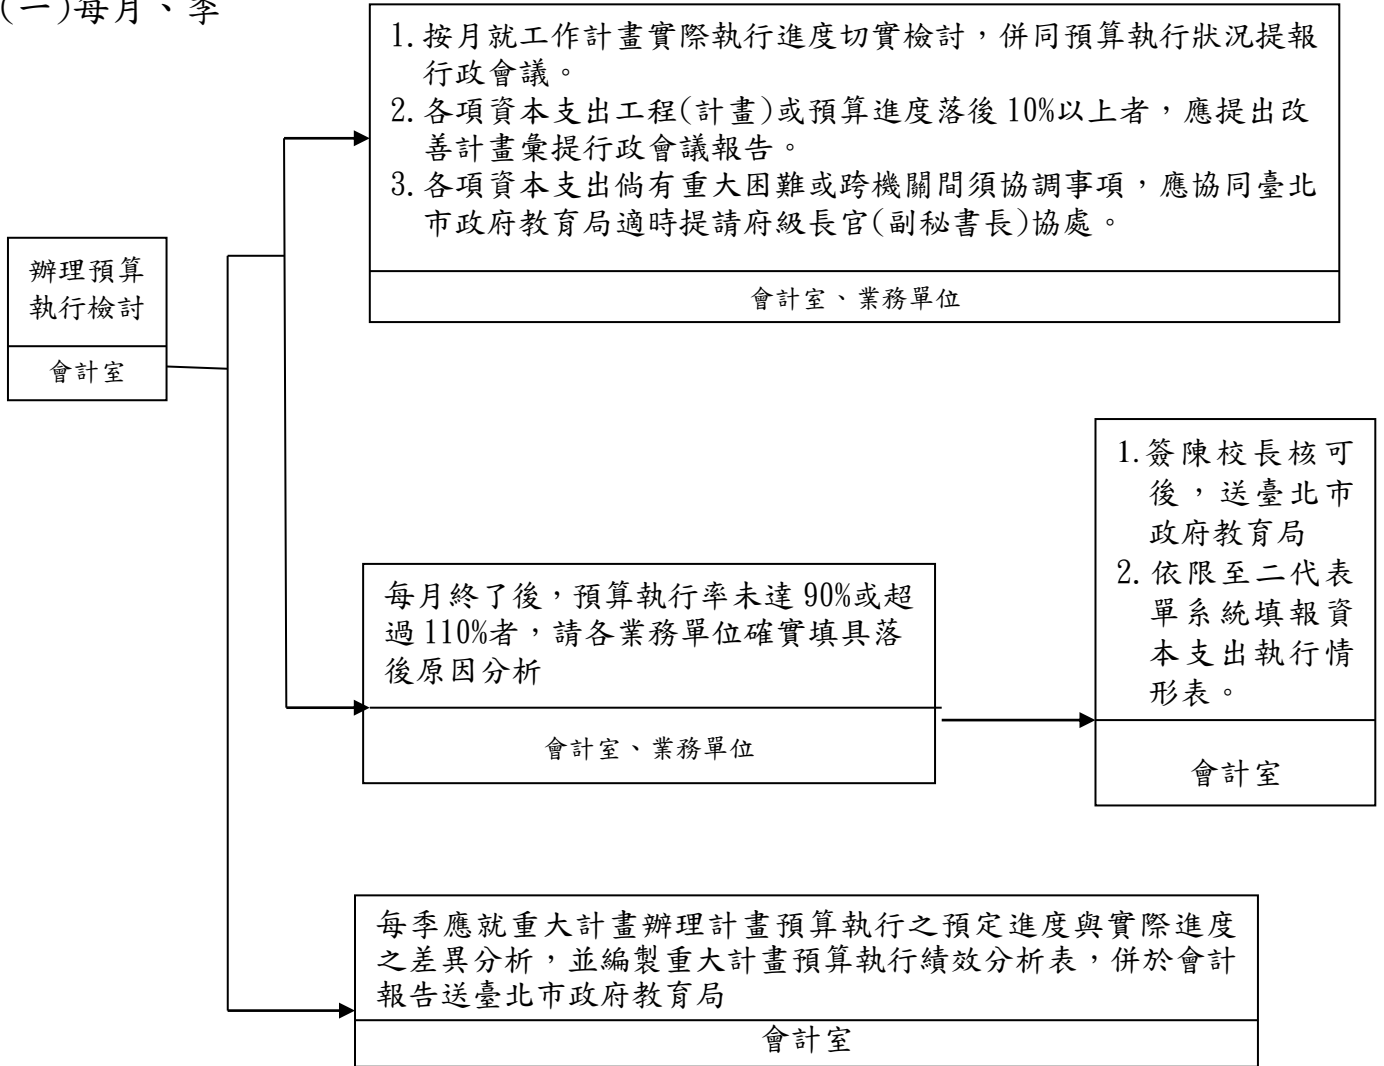 (一)每月、季
1.按月就工作計畫實際執行進度切實檢討，併同預算執行狀況提報
行政會議。
2.各項資本支出工程(計畫)或預算進度落後 10%以上者，應提出改
善計畫彙提行政會議報告。
3.各項資本支出倘有重大困難或跨機關間須協調事項，應協同臺北
市政府教育局適時提請府級長官(副秘書長)協處。
會計室、業務單位
辦理預算
執行檢討
會計室
每月終了後，預算執行率未達 90%或超
過 110%者，請各業務單位確實填具落
後原因分析
會計室、業務單位
1.簽陳校長核可
後，送臺北市
政府教育局
2.依限至二代表
單系統填報資
本支出執行情
形表。
會計室
每季應就重大計畫辦理計畫預算執行之預定進度與實際進度
之差異分析，並編製重大計畫預算執行績效分析表，併於會計
報告送臺北市政府教育局
會計室